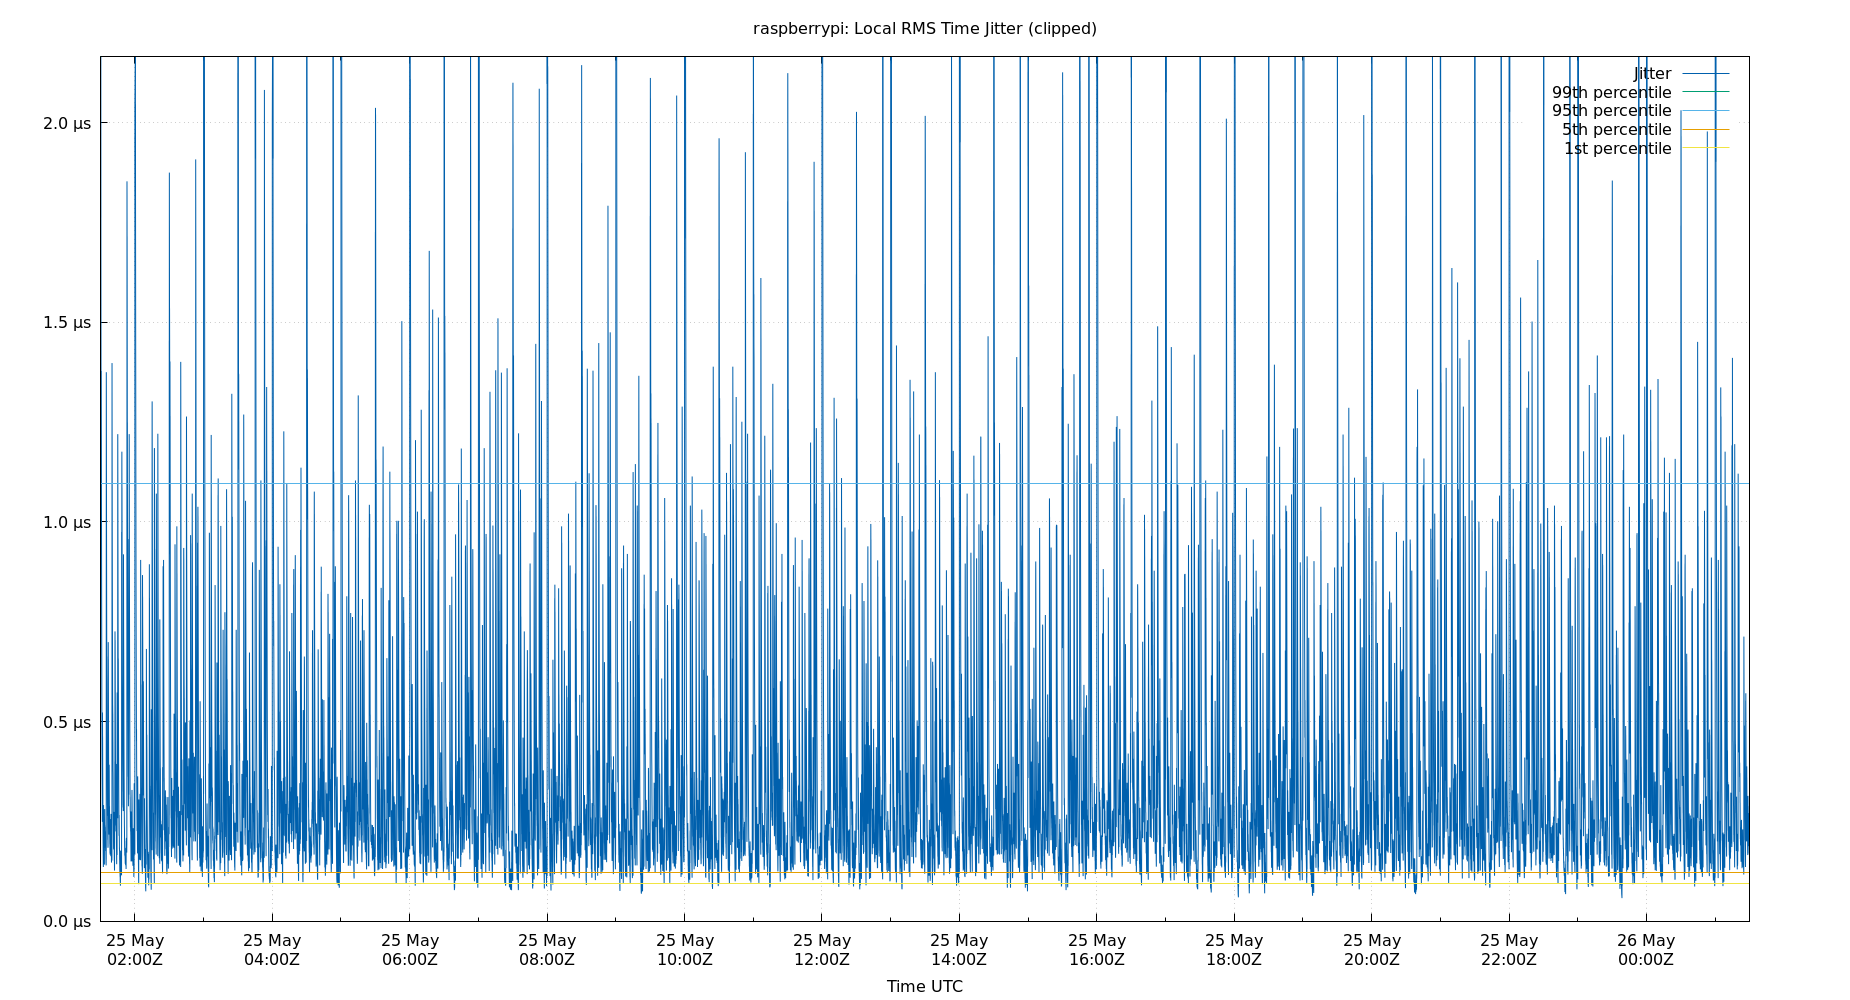 raspberrypi: Local RMS Time Jitter (clipped)
Jitter
99th percentile
95th percentile
5th percentile
1st percentile
2.0 µs
1.5 µs
1.0 µs
0.5 µs
0.0 µs
25 May 25 May 25 May 25 May 25 May 25 May 25 May 25 May 25 May 25 May 25 May 26 May
02:00Z 04:00Z 06:00Z 08:00Z 10:00Z 12:00Z 14:00Z 16:00Z 18:00Z 20:00Z 22:00Z 00:00Z
Time UTC